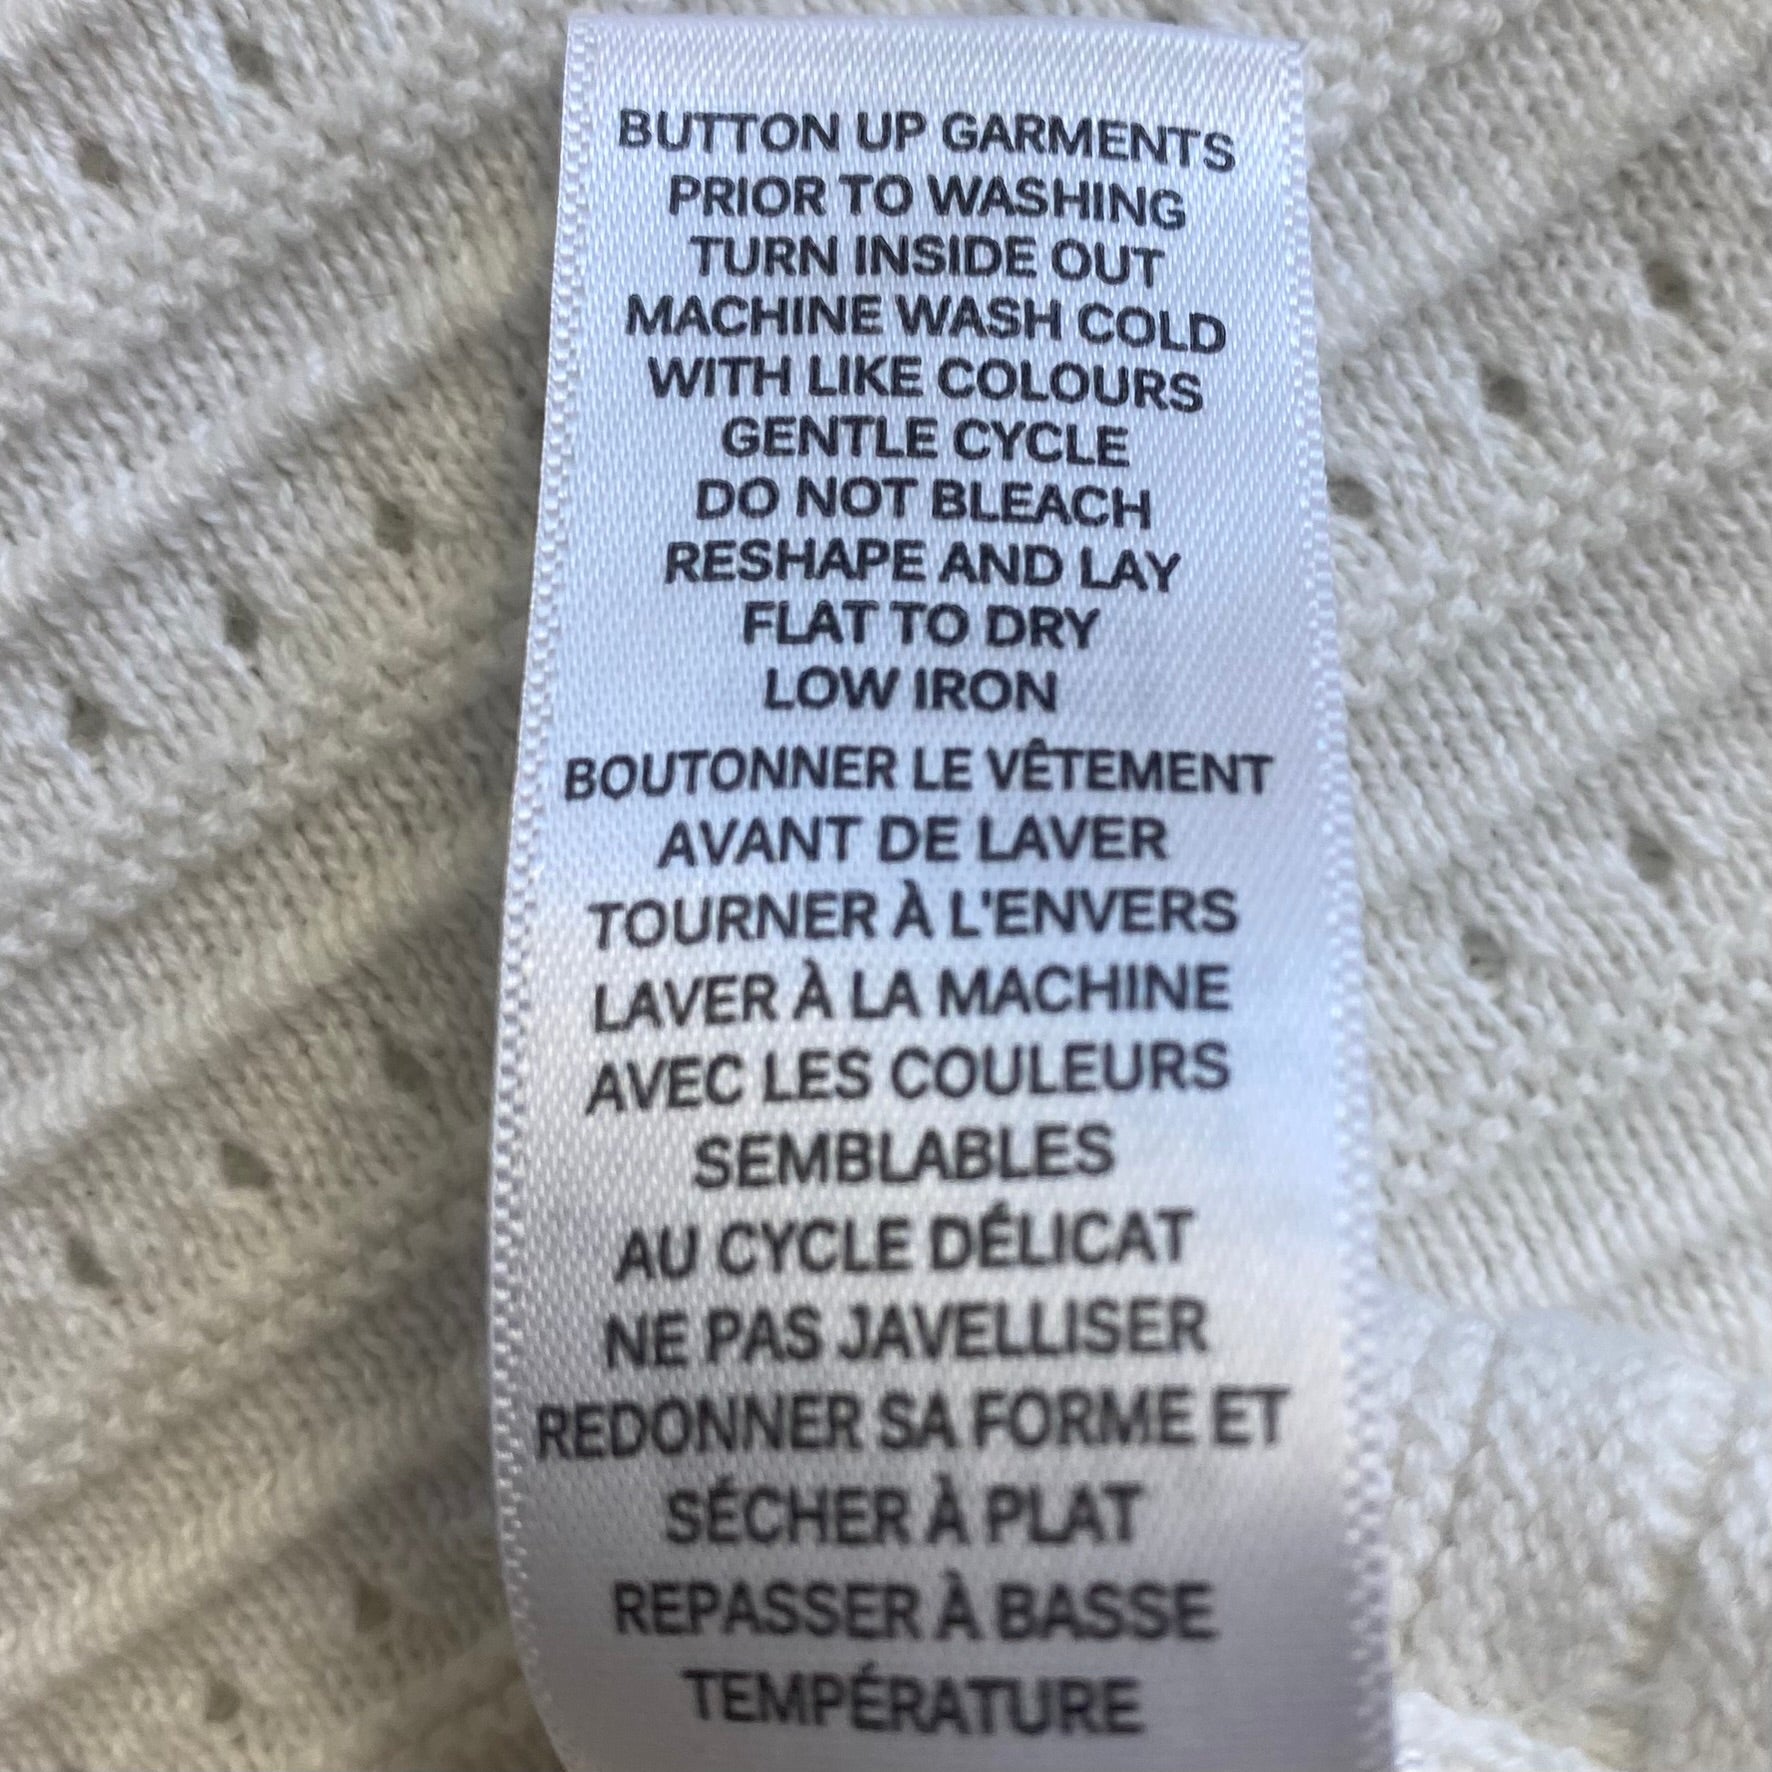 BUTTON UP GARMENTS
PRIOR TO WASHING
TURN INSIDE OUT
MACHINE WASH COLD
WITH LIKE COLOURS
GENTLE CYCLE
DO NOT BLEACH
RESHAPE AND LAY
FLAT TO DRY
LOW IRON
BOUTONNER LE VÊTEMENT
AVANT DE LAVER
TOURNER À L'ENVERS
LAVER À LA MACHINE
AVEC LES COULEURS
SEMBLABLES
AU CYCLE DÉLICAT
NE PAS JAVELLISER
REDONNER SA FORME ET
SÉCHER À PLAT
REPASSER À BASSE
TEMPÉRATURE